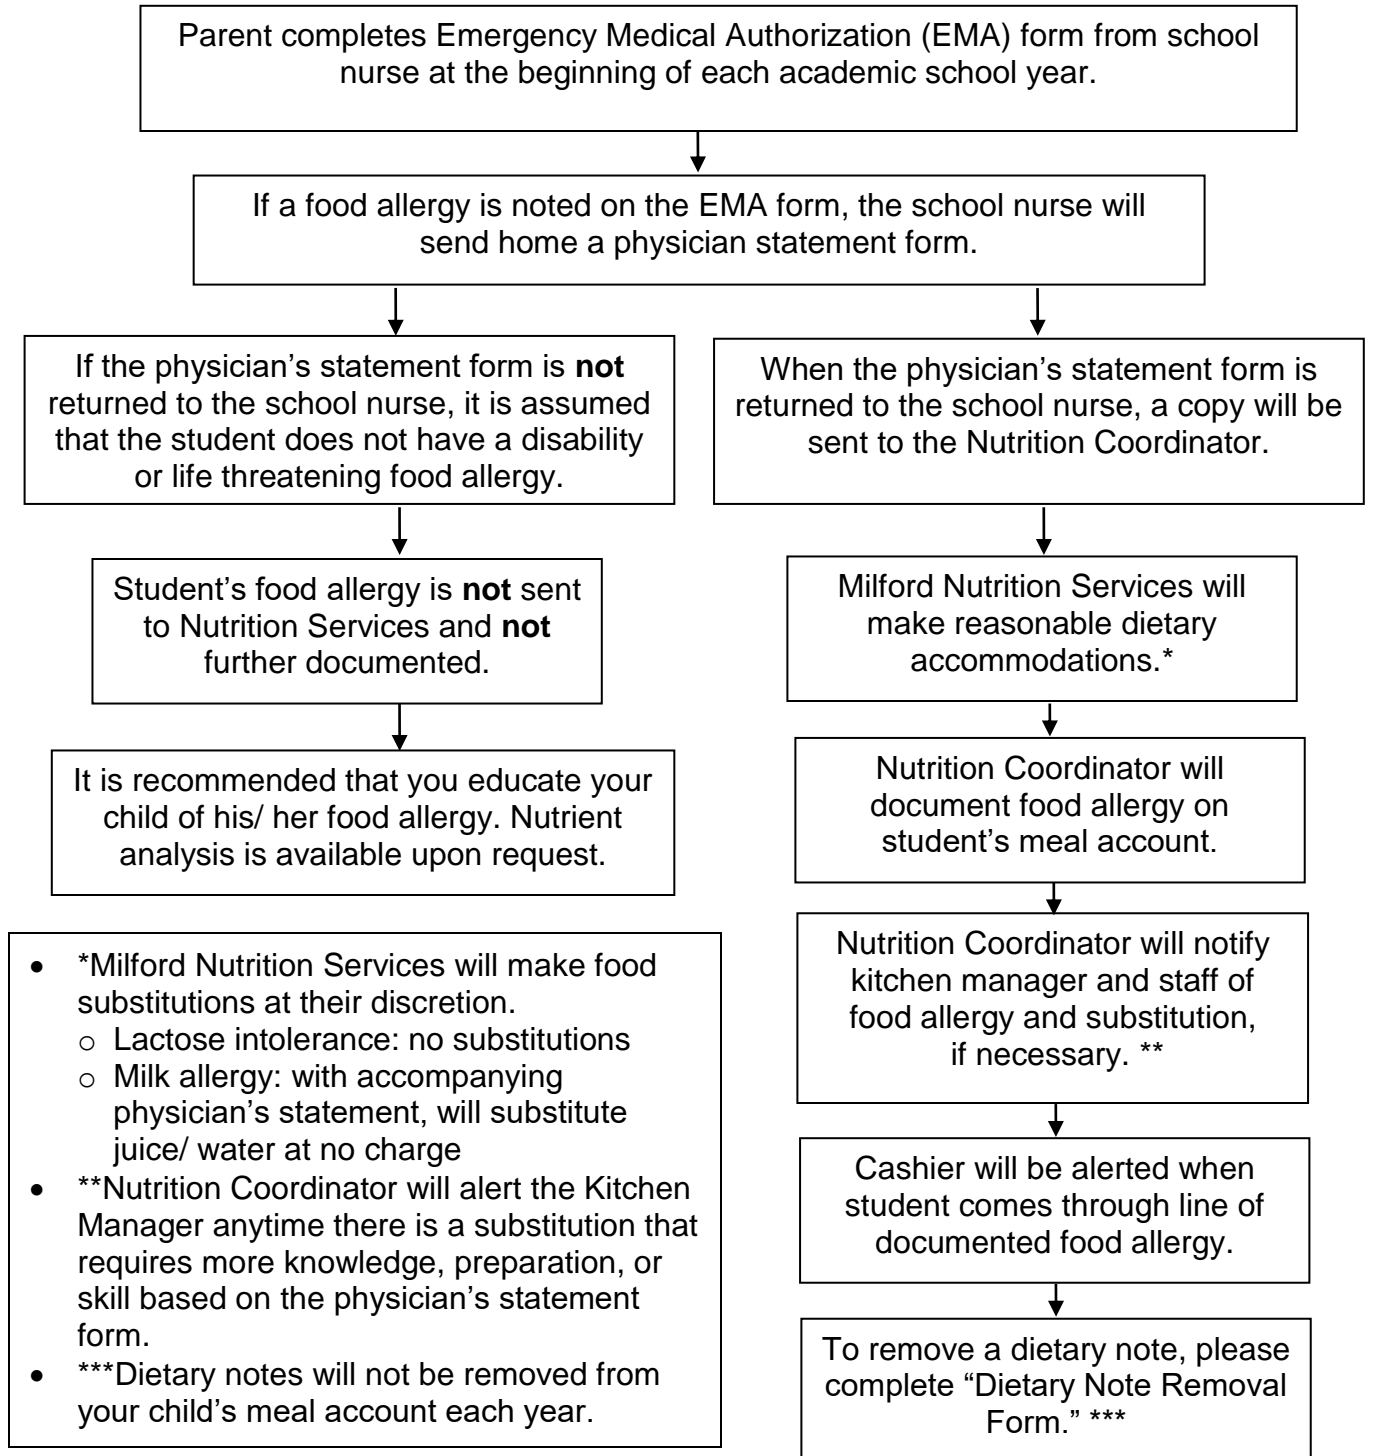 Parent completes Emergency Medical Authorization (EMA) form from school
nurse at the beginning of each academic school year.
If a food allergy is noted on the EMA form, the school nurse will
send home a physician statement form.
If the physician’s statement form is not
returned to the school nurse, it is assumed
that the student does not have a disability
or life threatening food allergy.
When the physician’s statement form is
returned to the school nurse, a copy will be
sent to the Nutrition Coordinator.
Student’s food allergy is not sent
to Nutrition Services and not
further documented.
Milford Nutrition Services will
make reasonable dietary
accommodations.*
It is recommended that you educate your
child of his/ her food allergy. Nutrient
analysis is available upon request.
Nutrition Coordinator will
document food allergy on
student’s meal account.
Nutrition Coordinator will notify
kitchen manager and staff of
food allergy and substitution,
if necessary. **
Cashier will be alerted when
student comes through line of
documented food allergy.
To remove a dietary note, please
complete “Dietary Note Removal
Form.” ***
• *Milford Nutrition Services will make food
substitutions at their discretion.
o Lactose intolerance: no substitutions
o Milk allergy: with accompanying
physician’s statement, will substitute
juice/ water at no charge
• **Nutrition Coordinator will alert the Kitchen
Manager anytime there is a substitution that
requires more knowledge, preparation, or
skill based on the physician’s statement
form.
• ***Dietary notes will not be removed from
your child’s meal account each year.